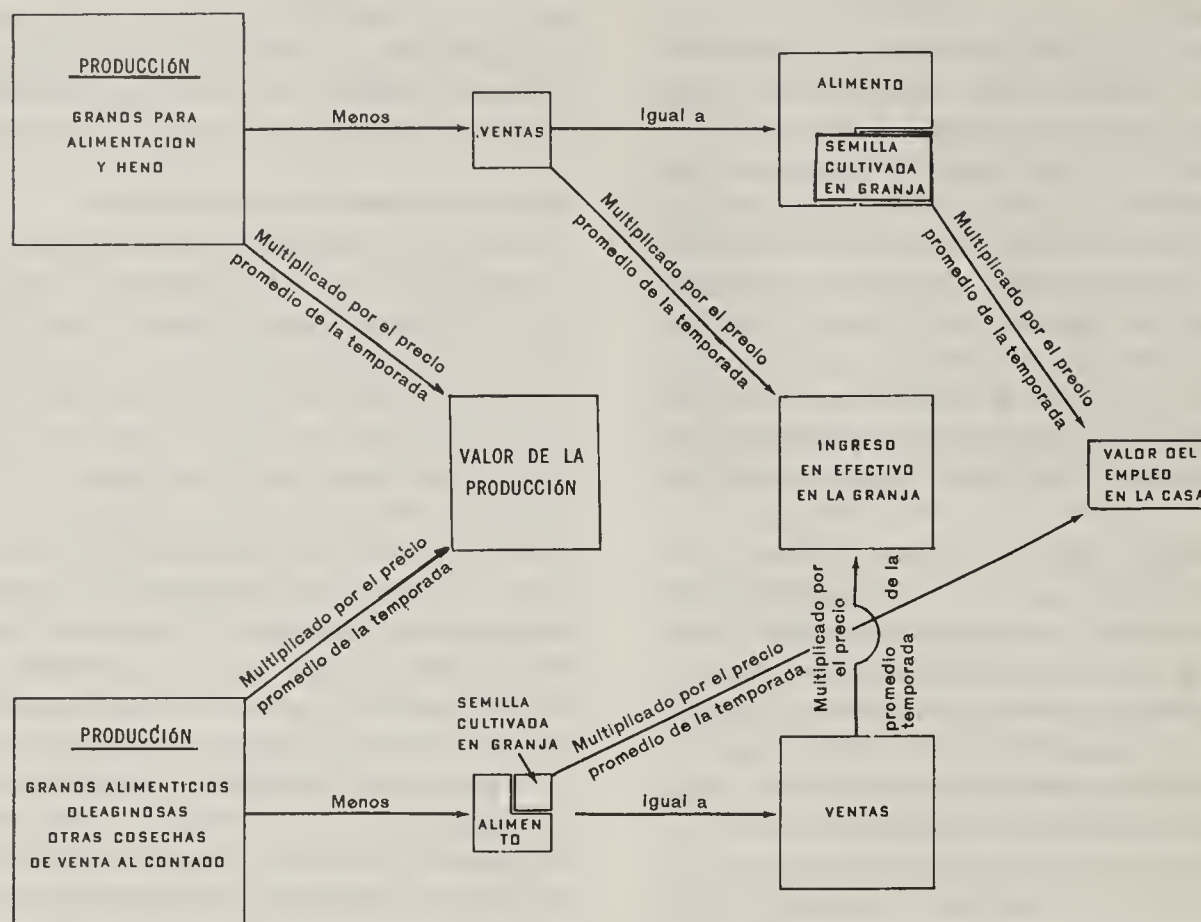 PRODUCCIÓN
GRANOS PARA
ALIMENTACION
Y HENO
Menos
.VENTAS
Igual a
ALIMENTO
SEMILLA
CULTIVADA
EN GRANJA
Multiplicado por el precio
promedio de la temporada
Multiplicado por el precio
promedio de la temporada
Multiplicado por el precio
promedio de la temporada
VALOR DE LA
PRODUCCIÓN
INGRESO
EN EFECTIVO
EN LA GRANJA
VALOR DEL
EMPLEO
EN LA CASA
Multiplicado por el precio
promedio de la temporada
Multiplicado por el precio
promedio de la temporada
Multiplicado por
el precio
promedio de la
temporada
PRODUCCIÓN
GRANOS ALIMENTICIOS
OLEAGINOSAS
OTRAS COSECHAS
DE VENTA AL CONTADO
Menos
SEMILLA
CULTIVADA
EN GRANJA
ALIMEN
TO
Igual a
VENTAS